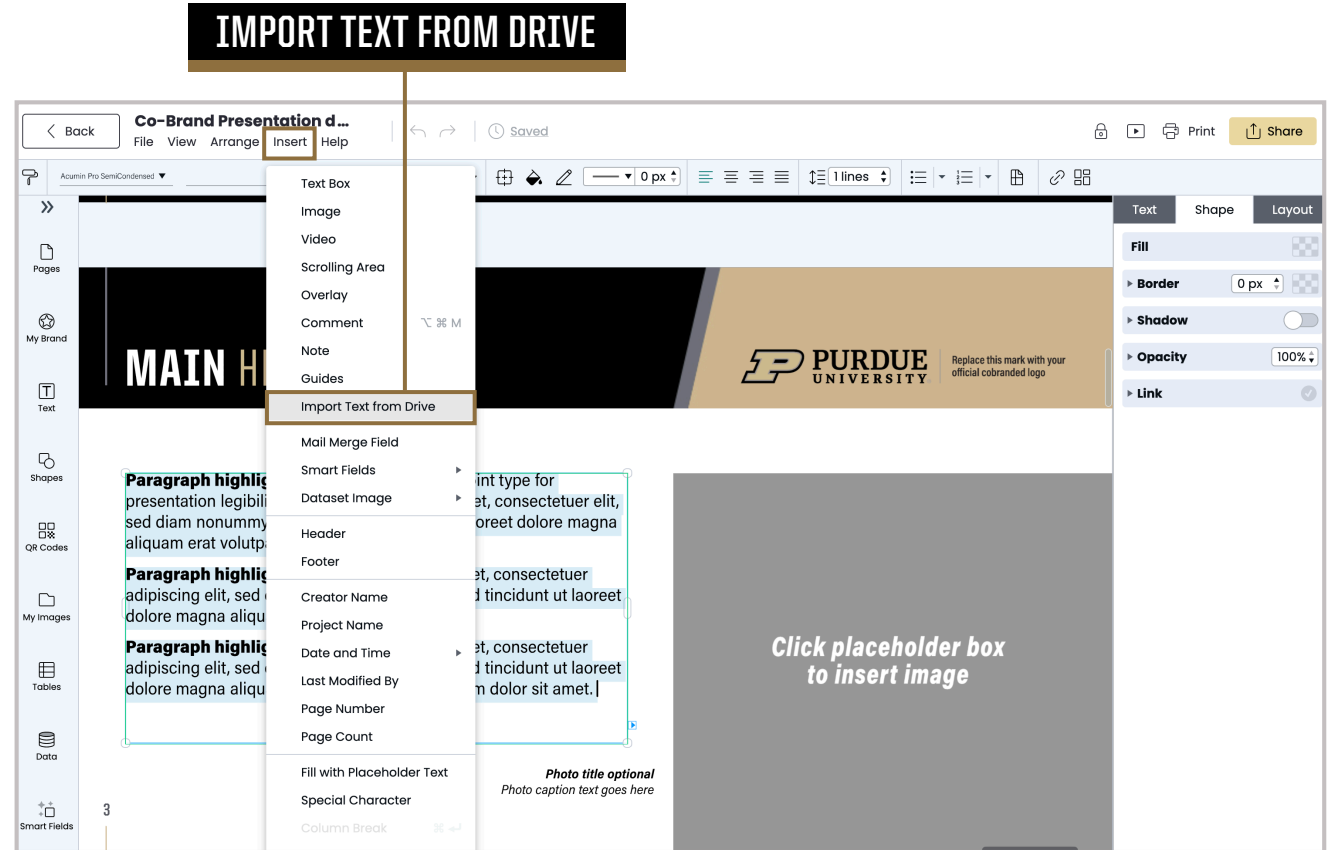 IMPORT TEXT FROM DRIVE
Back
Co-Brand Presentation d...
File View Arrange Insert Help
Saved
Print
Share
Acumin Pro SemiCondensed
0 px
1 lines
Pages
My Brand
Text
Shapes
QR Codes
My Images
Tables
Data
Smart Fields
Text Box
Image
Video
Scrolling Area
Overlay
Comment ⌥ ⌘ M
Note
Guides
Import Text from Drive
Mail Merge Field
Smart Fields
Dataset Image
Header
Footer
Creator Name
Project Name
Date and Time
Last Modified By
Page Number
Page Count
Fill with Placeholder Text
Special Character
Column Break ⌘ ↵
MAIN H
PURDUE
UNIVERSITY
Replace this mark with your
official cobranded logo
Paragraph highlig int type for
presentation legibili et, consectetuer elit,
sed diam nonummy oreet dolore magna
aliquam erat volutp
Paragraph highlig et, consectetuer
adipiscing elit, sed d tincidunt ut laoreet
dolore magna aliqu
Paragraph highlig et, consectetuer
adipiscing elit, sed d tincidunt ut laoreet
dolore magna aliqu m dolor sit amet.
Photo title optional
Photo caption text goes here
3
Click placeholder box
to insert image
Text Shape Layout
Fill
Border 0 px
Shadow
Opacity 100%
Link